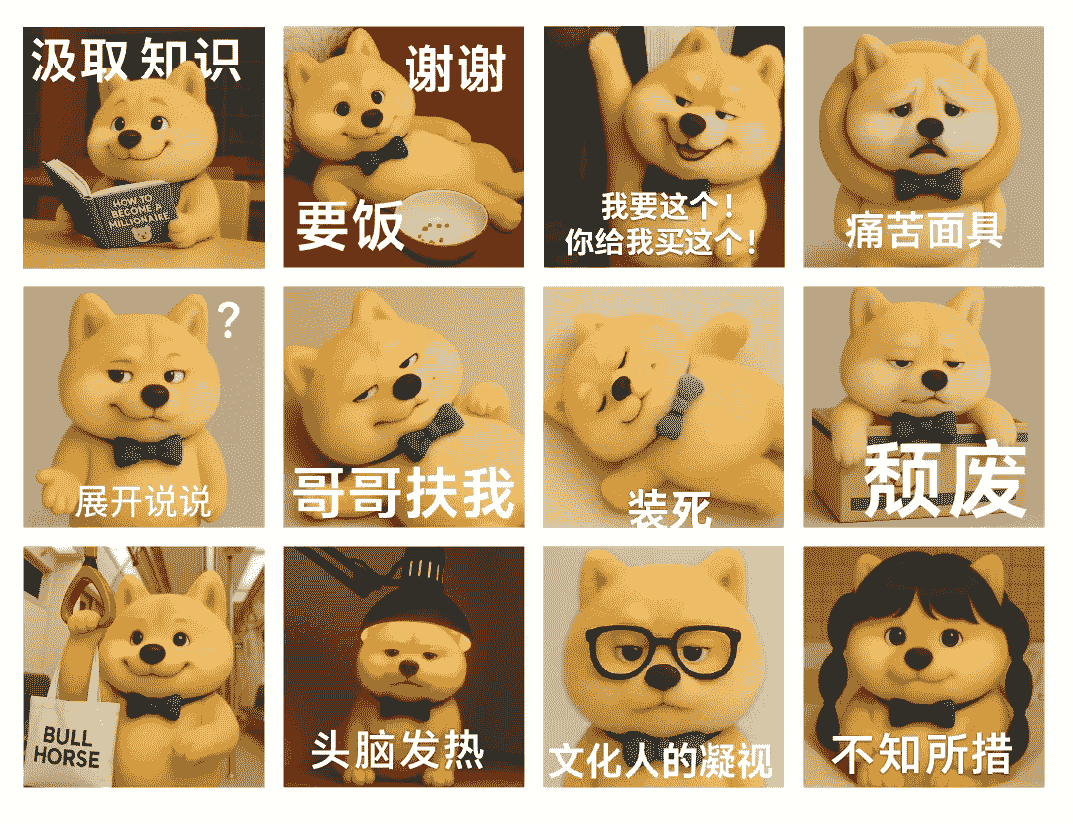 汲取知识
HOW TO
BECOME A
MILLIONAIRE
谢谢
要饭
我要这个！
你给我买这个！
痛苦面具
?
展开说说
哥哥扶我
装死
颓废
BULL
HORSE
头脑发热
文化人的凝视
不知所措